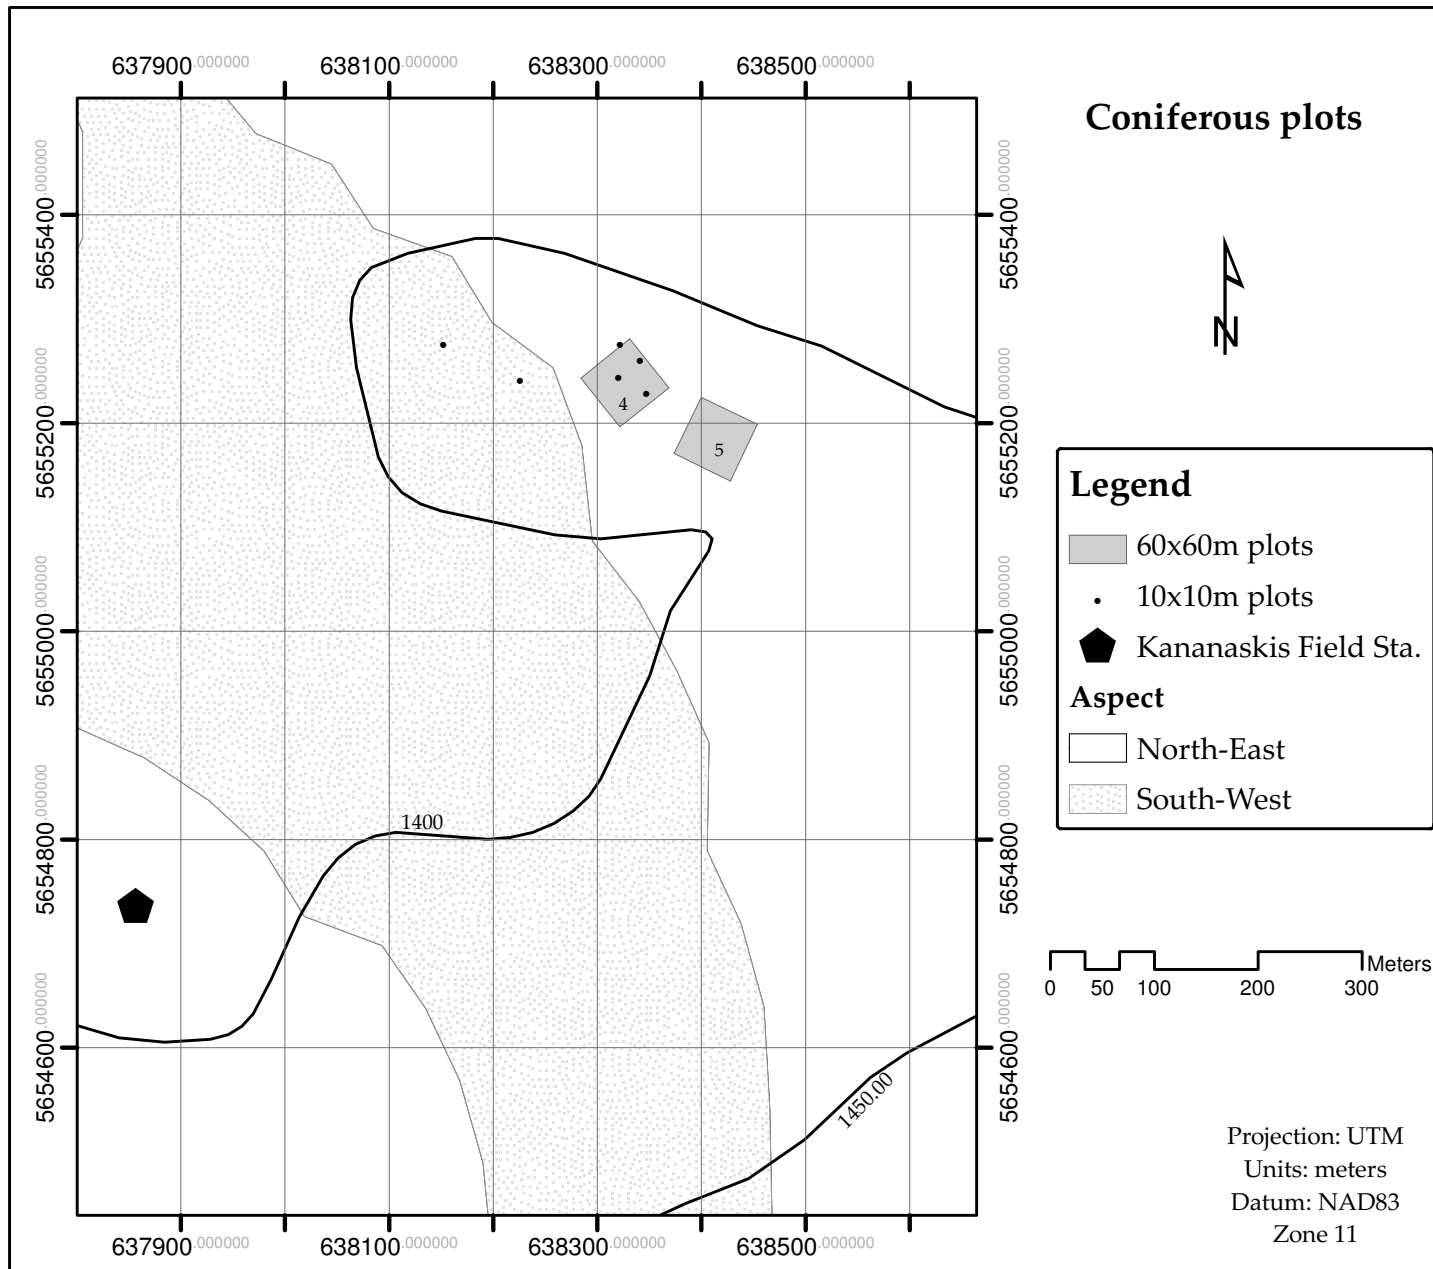 637900.000000 638100.000000 638300.000000 638500.000000
Coniferous plots
5655400.000000
5655400.000000
N
4
5655200.000000
5655200.000000
5
Legend
60x60m plots
10x10m plots
Kananaskis Field Sta.
Aspect
North-East
South-West
5655000.000000
5655000.000000
1400
5654800.000000
5654800.000000
Meters
0 50 100 200 300
5654600.000000
5654600.000000
1450.00
Projection: UTM
Units: meters
Datum: NAD83
Zone 11
637900.000000 638100.000000 638300.000000 638500.000000